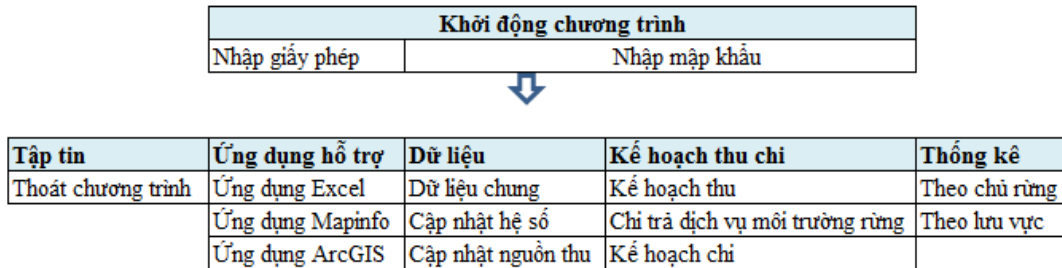 Khởi động chương trình
Nhập giấy phép Nhập mập khẩu
Tập tin Ứng dụng hỗ trợ Dữ liệu Kế hoạch thu chi Thống kê
Thoát chương trình Ứng dụng Excel Dữ liệu chung Kế hoạch thu Theo chủ rừng
Ứng dụng Mapinfo Cập nhật hệ số Chi trả dịch vụ môi trường rừng Theo lưu vực
Ứng dụng ArcGIS Cập nhật nguồn thu Kế hoạch chi